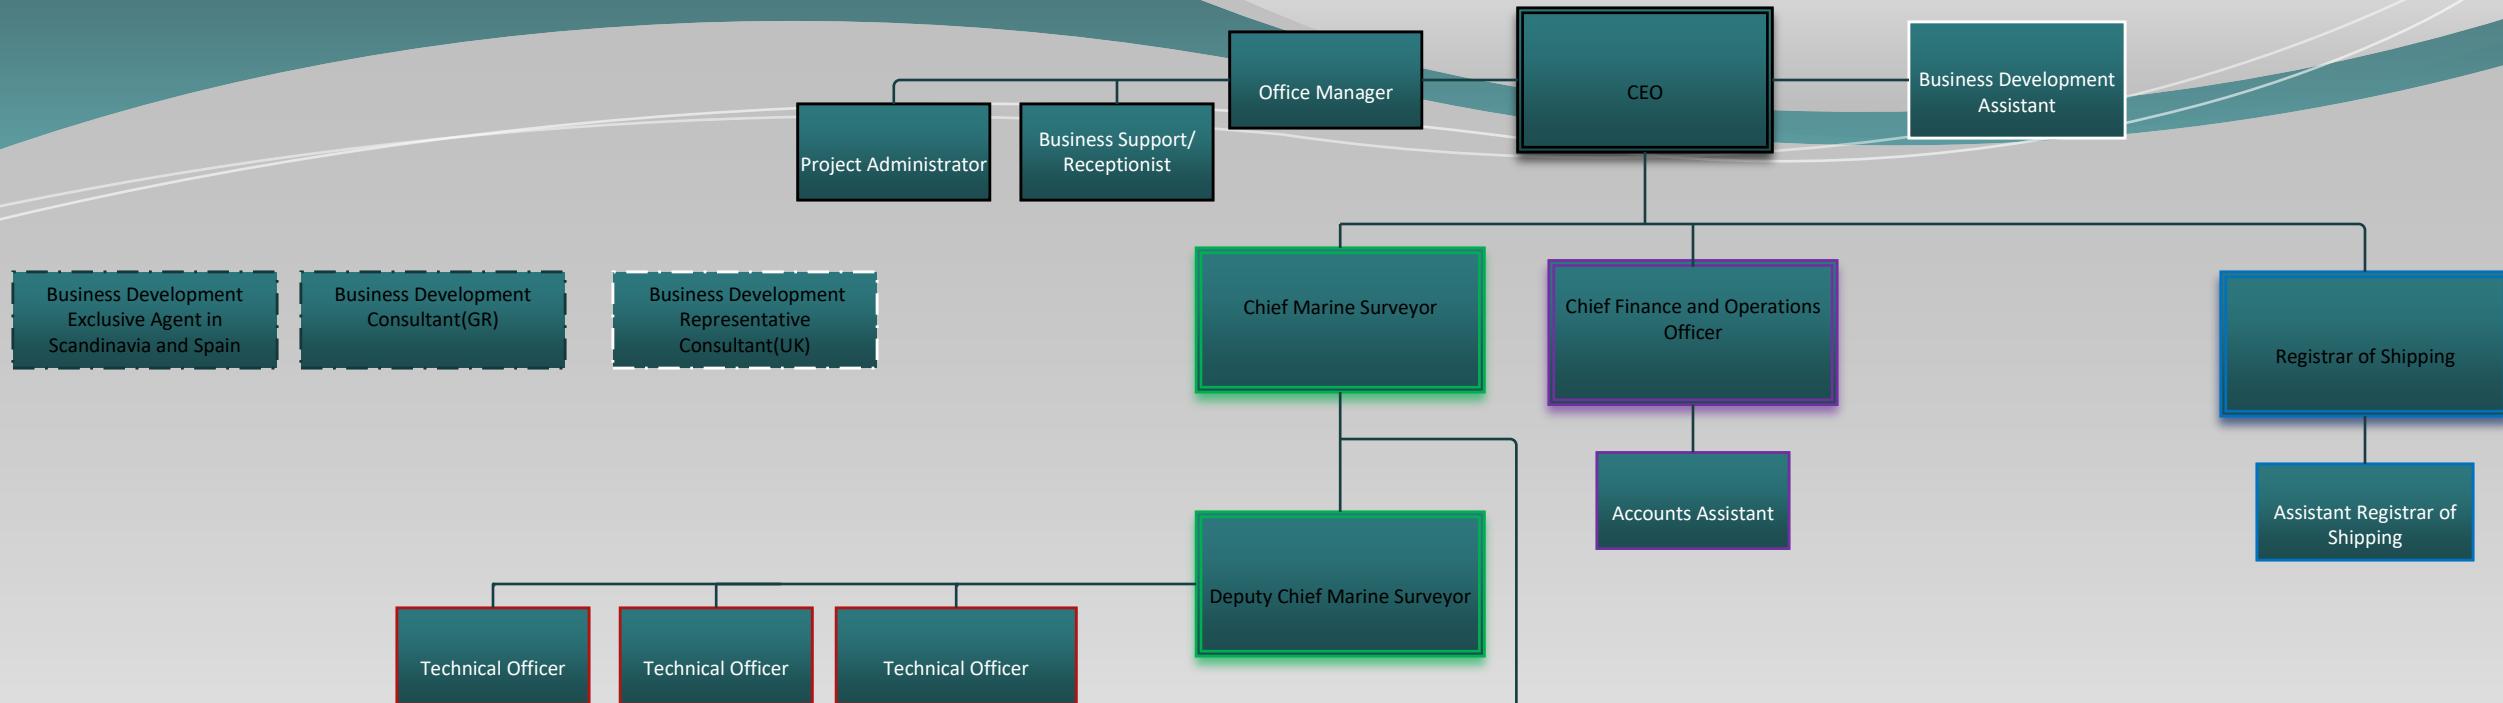 Office Manager
CEO
Business Development
Assistant
Project Administrator
Business Support/
Receptionist
Business Development
Exclusive Agent in
Scandinavia and Spain
Business Development
Consultant(GR)
Business Development
Representative
Consultant(UK)
Chief Marine Surveyor
Chief Finance and Operations
Officer
Registrar of Shipping
Accounts Assistant
Assistant Registrar of
Shipping
Deputy Chief Marine Surveyor
Technical Officer
Technical Officer
Technical Officer